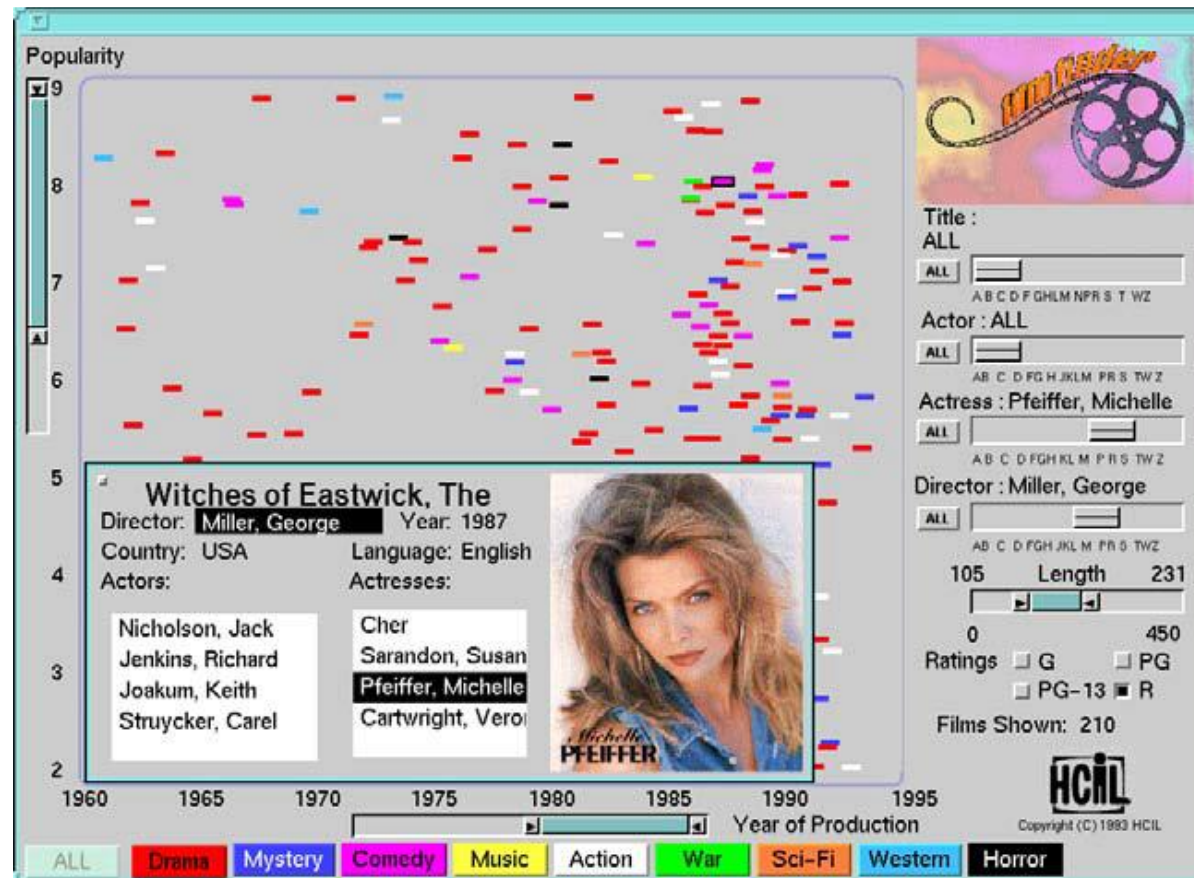 Popularity
9
8
7
6
5
4
3
2
1960 1965 1970 1975 1980 1985 1990 1995
Year of Production
film finder
Title :
ALL
ALL
A B C D F GHLM NPR S T WZ
Actor : ALL
ALL
AB C D FG H JKLM PR S TW Z
Actress : Pfeiffer, Michelle
ALL
A B C D FGH KL M P R S TW Z
Director : Miller, George
ALL
AB C D FGH JKL M PR S TWZ
105 Length 231
0 450
Ratings G PG
PG-13 R
Films Shown: 210
HCIL
Copyright (C) 1993 HCIL
Witches of Eastwick, The
Director: Miller, George Year: 1987
Country: USA Language: English
Actors: Actresses:
Nicholson, Jack
Jenkins, Richard
Joakum, Keith
Struycker, Carel
Cher
Sarandon, Susan
Pfeiffer, Michelle
Cartwright, Vero
Michelle
PFEIFFER
ALL Drama Mystery Comedy Music Action War Sci-Fi Western Horror